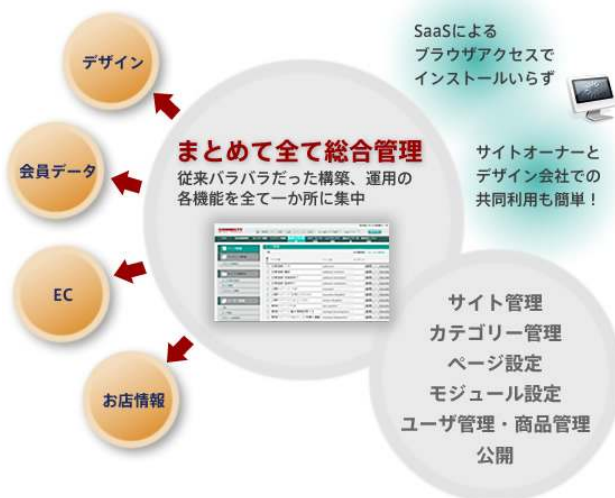 SaaSによる
ブラウザアクセスで
インストールいらず
デザイン
まとめて全て総合管理
従来バラバラだった構築、運用の
各機能を全て一か所に集中
サイトオーナーと
デザイン会社での
共同利用も簡単！
会員データ
EC
お店情報
サイト管理
カテゴリー管理
ページ設定
モジュール設定
ユーザ管理・商品管理
公開